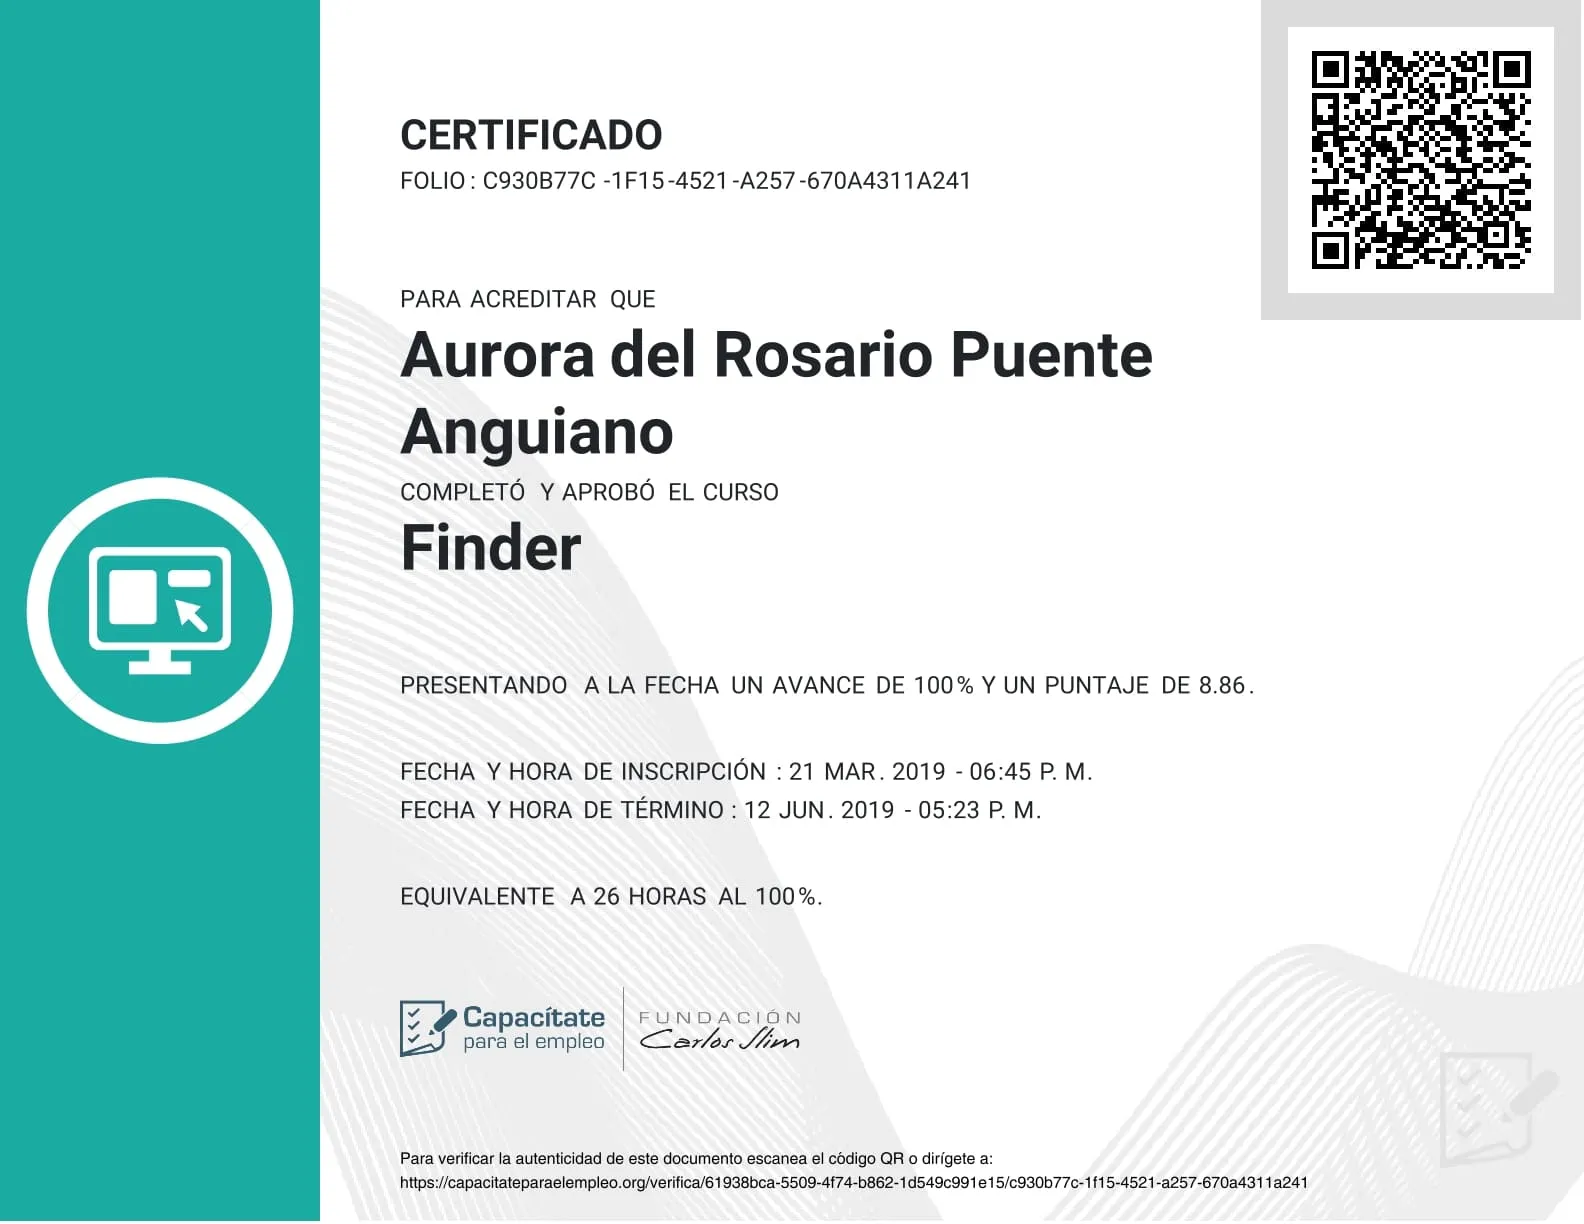 CERTIFICADO
FOLIO : C930B77C -1F15-4521-A257-670A4311A241
PARA ACREDITAR QUE
Aurora del Rosario Puente
Anguiano
COMPLETÓ Y APROBÓ EL CURSO
Finder
PRESENTANDO A LA FECHA UN AVANCE DE 100% Y UN PUNTAJE DE 8.86.
FECHA Y HORA DE INSCRIPCIÓN : 21 MAR. 2019 - 06:45 P. M.
FECHA Y HORA DE TÉRMINO : 12 JUN. 2019 - 05:23 P. M.
EQUIVALENTE A 26 HORAS AL 100%.
Capacítate
para el empleo
FUNDACIÓN
Carlos Slim
Para verificar la autenticidad de este documento escanea el código QR o dirígete a:
https://capacitateparaelempleo.org/verifica/61938bca-5509-4f74-b862-1d549c991e15/c930b77c-1f15-4521-a257-670a4311a241